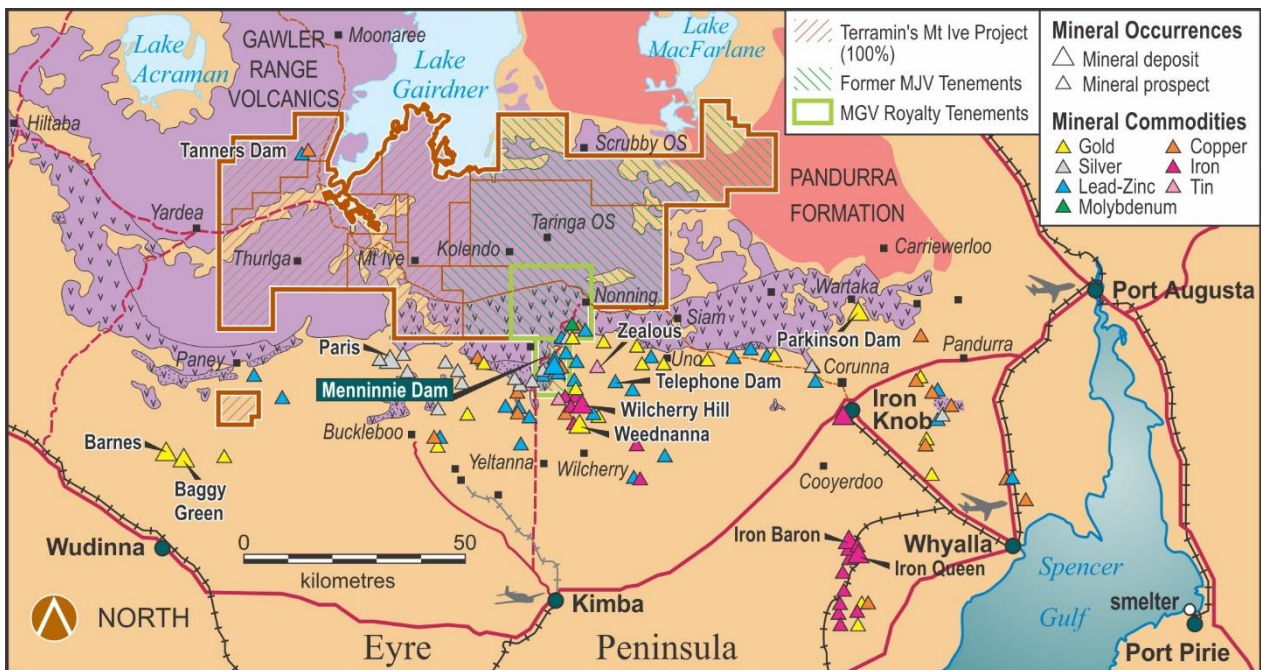 Lake
Acraman
GAWLER
RANGE
VOLCANICS
Moonaree
Lake
Gairdner
Lake
MacFarlane
Terramin's Mt Ive Project
(100%)
Former MJV Tenements
MGV Royalty Tenements
Mineral Occurrences
Mineral deposit
Mineral prospect
Mineral Commodities
Gold
Copper
Silver
Iron
Lead-Zinc
Tin
Molybdenum
Hiltaba
Tanners Dam
Scrubby OS
PANDURRA
FORMATION
Yardea
Taringa OS
Kolendo
Thurlga
Mt Ive
Carriewerloo
Nonning
Wartaka
Port Augusta
Siam
Zealous
Parkinson Dam
Paney
Paris
Uno
Pandurra
Menninnie Dam
Telephone Dam
Corunna
Wilcherry Hill
Iron
Knob
Weednanna
Buckleboo
Barnes
Yeltanna
Wilcherry
Cooyerdoo
Baggy
Green
Wudinna
0
50
kilometres
Iron Baron
Whyalla
Iron Queen
Spencer
Gulf
NORTH
Kimba
smelter
Eyre
Peninsula
Port Pirie